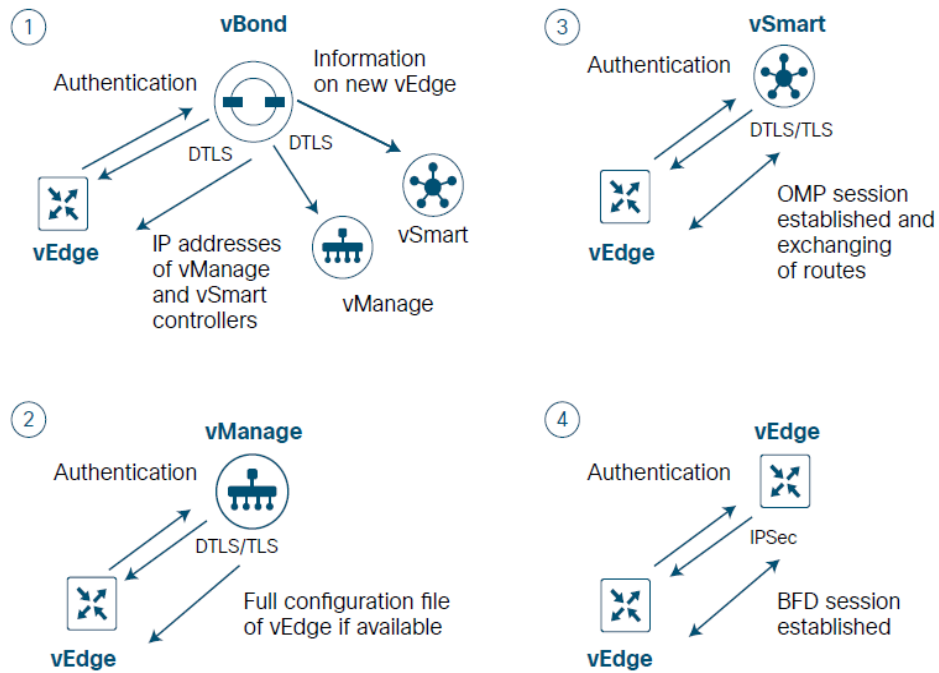 1
vBond
Authentication
Information
on new vEdge
DTLS
DTLS
vEdge
IP addresses
of vManage
and vSmart
controllers
vSmart
vManage
3
vSmart
Authentication
DTLS/TLS
vEdge
OMP session
established and
exchanging
of routes
2
vManage
Authentication
DTLS/TLS
vEdge
Full configuration file
of vEdge if available
4
vEdge
Authentication
IPSec
vEdge
BFD session
established